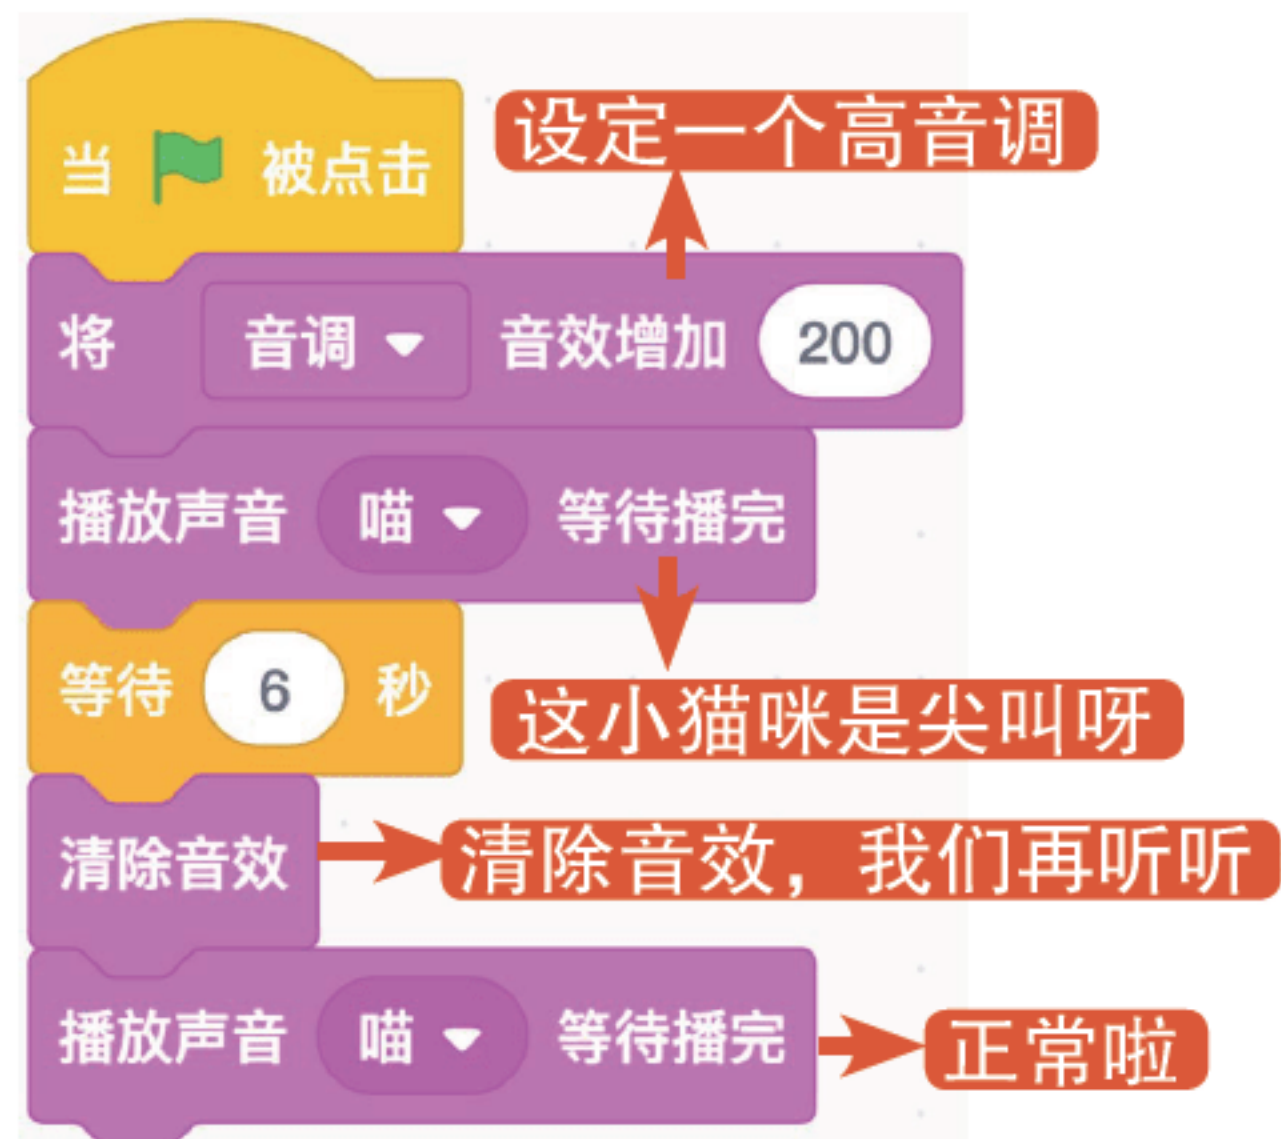 设定一个高音调
当 被点击
将 音调 音效增加 200
播放声音 喵 等待播完
等待 6 秒
这小猫咪是尖叫呀
清除音效
清除音效，我们再听听
播放声音 喵 等待播完
正常啦